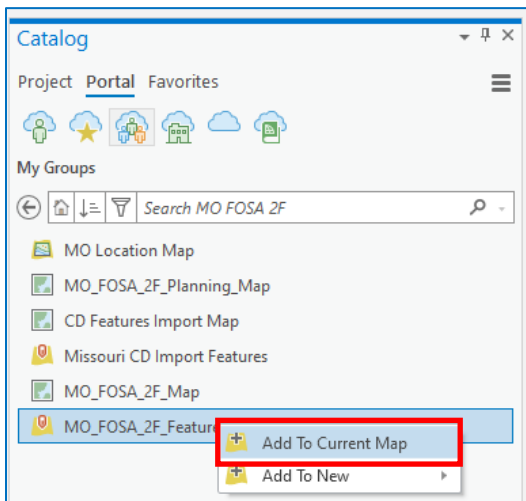 Catalog
Project Portal Favorites
My Groups
Search MO FOSA 2F
MO Location Map
MO_FOSA_2F_Planning_Map
CD Features Import Map
Missouri CD Import Features
MO_FOSA_2F_Map
MO_FOSA_2F_Feature
Add To Current Map
Add To New